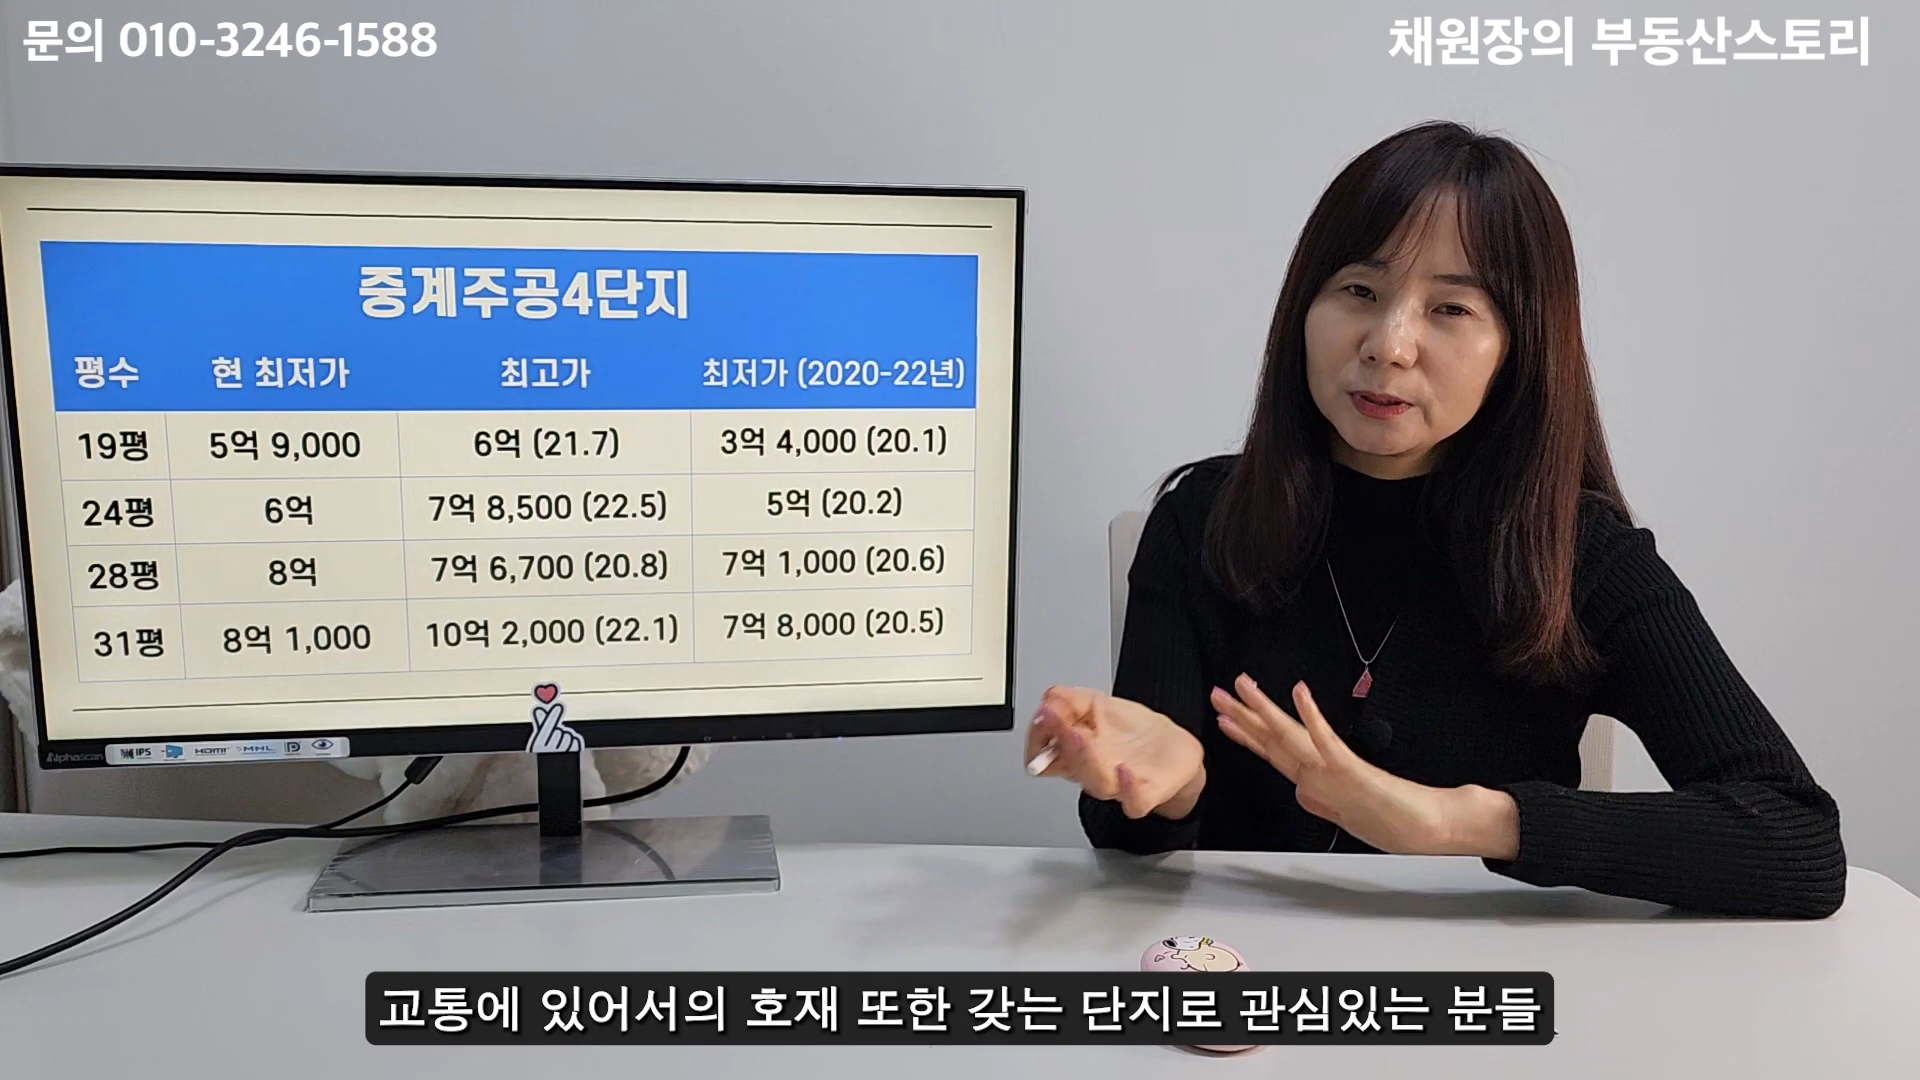 문의 010-3246-1588
채원장의 부동산스토리
중계주공4단지
평수 현 최저가 최고가 최저가 (2020-22년)
19평 5억 9,000 6억 (21.7) 3억 4,000 (20.1)
24평 6억 7억 8,500 (22.5) 5억 (20.2)
28평 8억 7억 6,700 (20.8) 7억 1,000 (20.6)
31평 8억 1,000 10억 2,000 (22.1) 7억 8,000 (20.5)
Alphascan IPS HDMI MHL
교통에 있어서의 호재 또한 갖는 단지로 관심있는 분들